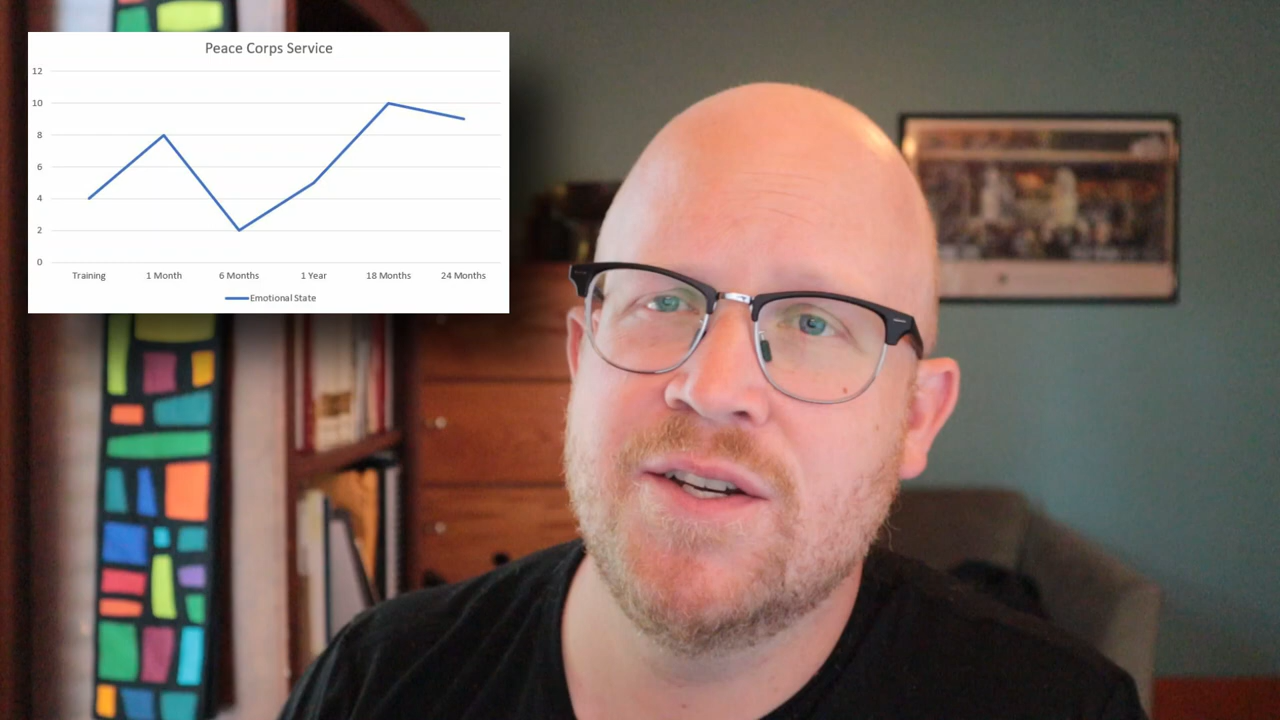 Peace Corps Service
12
10
8
6
4
2
0
Training 1 Month 6 Months 1 Year 18 Months 24 Months
Emotional State